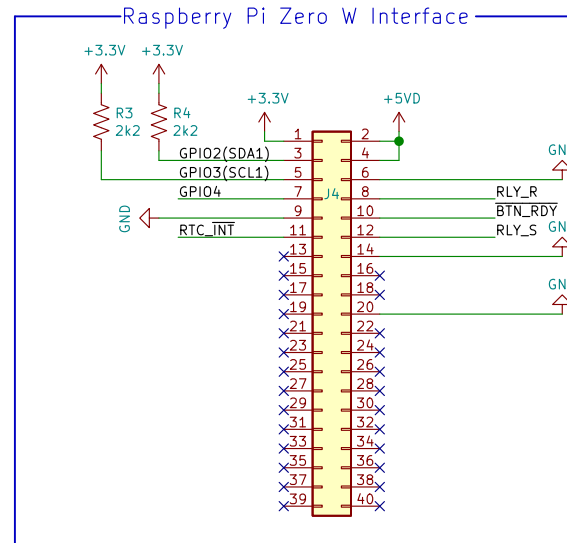 Raspberry Pi Zero W Interface
+3.3V +3.3V
+3.3V +5VD
R3 R4
2k2 2k2
1 2
GPIO2(SDA1) 3 4 GN
GPIO3(SCL1) 5 6
GPIO4 7 J4 8 RLY_R
GND 9 10 BTN_RDY
RTC_INT 11 12 RLY_S GN
13 14
15 16
17 18 GN
19 20
21 22
23 24
25 26
27 28
29 30
31 32
33 34
35 36
37 38
39 40